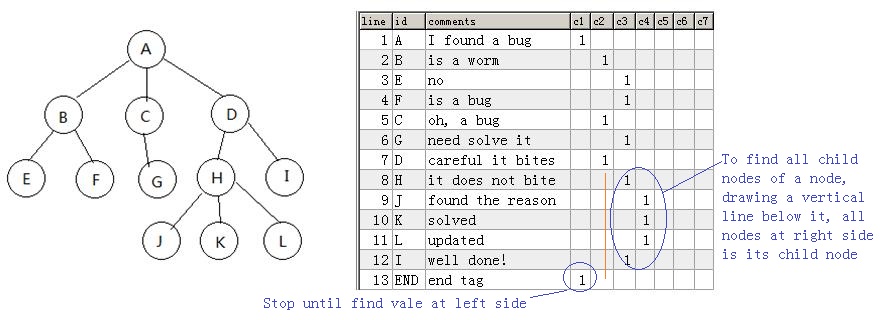 A
B
C
D
E
F
G
H
I
J
K
L
line id comments c1 c2 c3 c4 c5 c6 c7
1 A I found a bug 1
2 B is a worm 1
3 E no 1
4 F is a bug 1
5 C oh, a bug 1
6 G need solve it 1
7 D careful it bites 1
8 H it does not bite 1
9 J found the reason 1
10 K solved 1
11 L updated 1
12 I well done! 1
13 END end tag 1
To find all child
nodes of a node,
drawing a vertical
line below it, all
nodes at right side
is its child node
Stop until find vale at left side